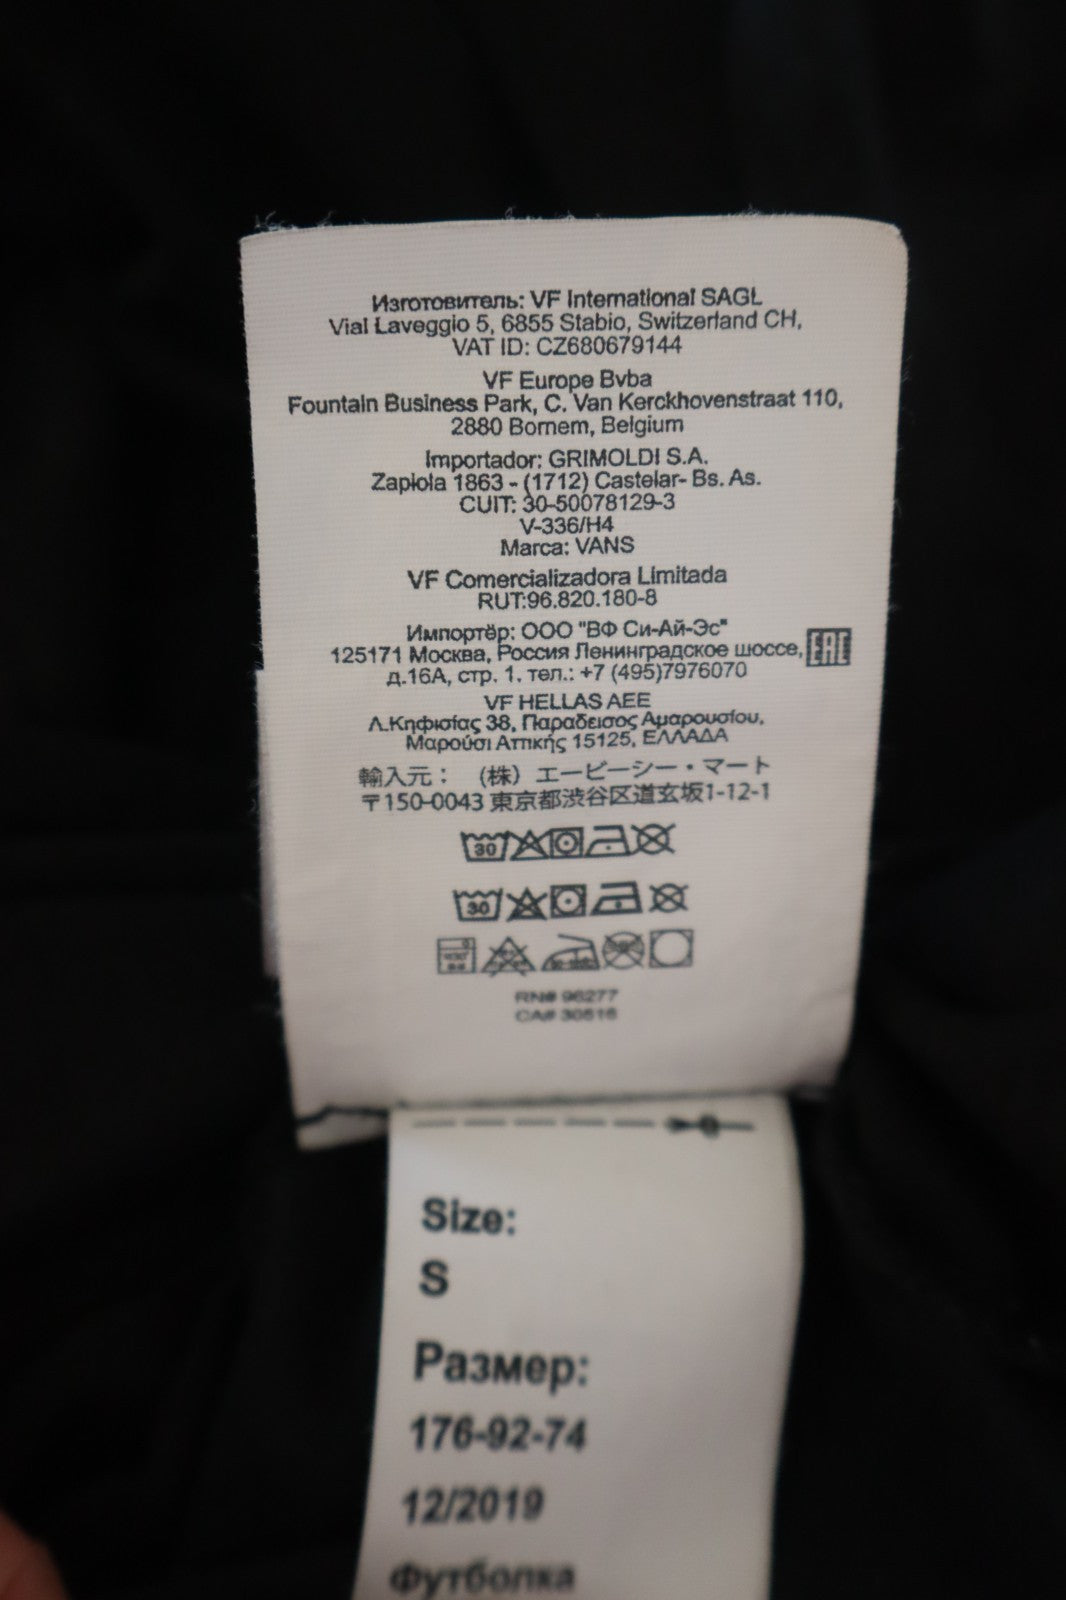 Изготовитель: VF International SAGL
Vial Laveggio 5, 6855 Stabio, Switzerland CH,
VAT ID: CZ680679144
VF Europe Bvba
Fountain Business Park, C. Van Kerckhovenstraat 110,
2880 Bornem, Belgium
Importador: GRIMOLDI S.A.
Zapiola 1863 - (1712) Castelar- Bs. As.
CUIT: 30-50078129-3
V-336/H4
Marca: VANS
VF Comercializadora Limitada
RUT:96.820.180-8
Импортёр: ООО "ВФ Си-Ай-Эс"
125171 Москва, Россия Ленинградское шоссе, EAC
д.16А, стр. 1. тел.: +7 (495)7976070
VF HELLAS AEE
Λ.Κηφισίας 38, Παραδεισος Αμαρουσίου,
Μαρούσι Αττικής 15125, ΕΛΛΑΔΑ
輸入元： （株）エービーシー・マート
〒150-0043 東京都渋谷区道玄坂1-12-1
30
30
RN# 96277
CA# 30516
Size:
S
Размер:
176-92-74
12/2019
Футболка